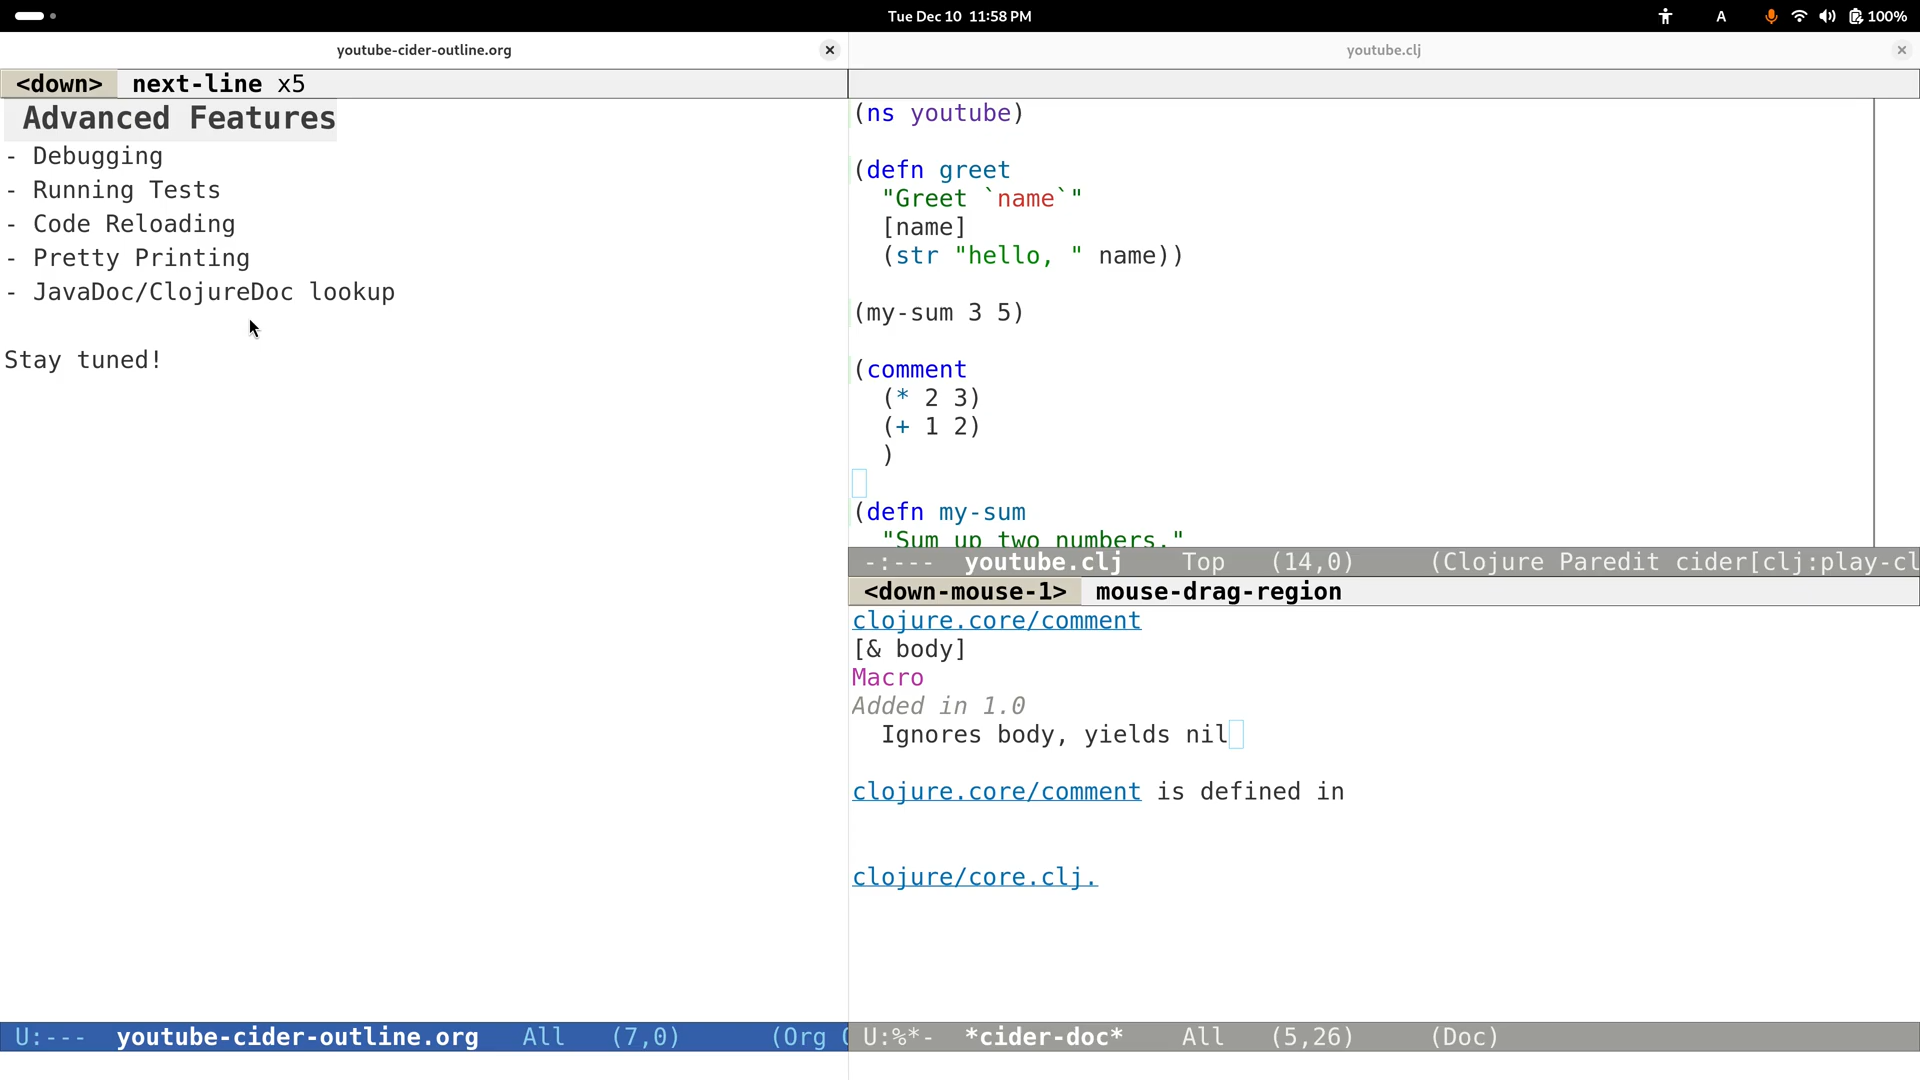 Tue Dec 10 11:58 PM
A
100%
youtube-cider-outline.org
<down> next-line x5
Advanced Features
- Debugging
- Running Tests
- Code Reloading
- Pretty Printing
- JavaDoc/ClojureDoc lookup
Stay tuned!
U:--- youtube-cider-outline.org All (7,0) (Org
youtube.clj
(ns youtube)
(defn greet
"Greet `name`"
[name]
(str "hello, " name))
(my-sum 3 5)
(comment
(* 2 3)
(+ 1 2)
)
(defn my-sum
"Sum up two numbers."
-:--- youtube.clj Top (14,0) (Clojure Paredit cider[clj:play-cl
<down-mouse-1> mouse-drag-region
clojure.core/comment
[& body]
Macro
Added in 1.0
Ignores body, yields nil
clojure.core/comment is defined in
clojure/core.clj.
U:%*- *cider-doc* All (5,26) (Doc)